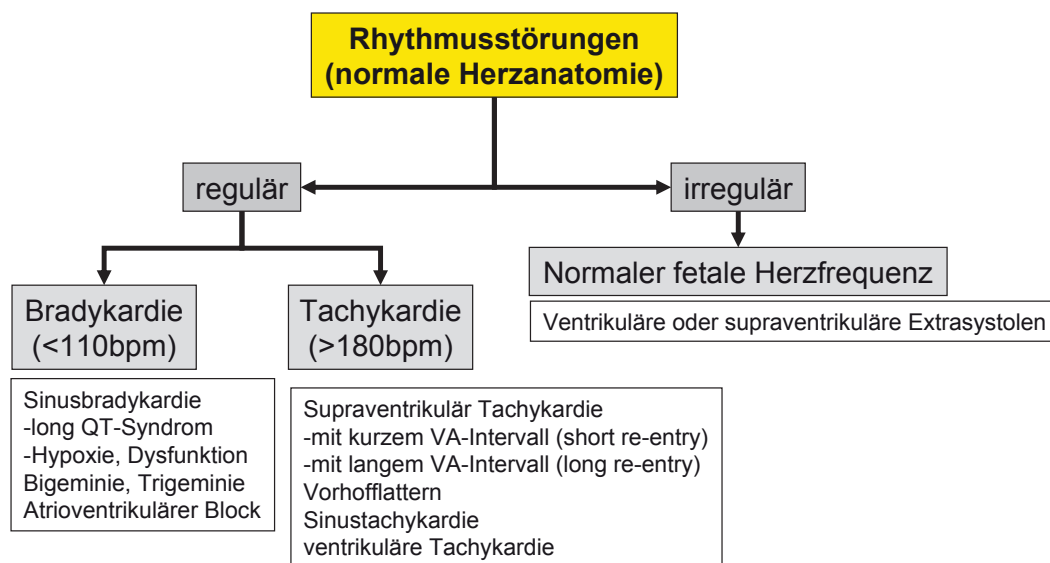 Rhythmusstörungen
(normale Herzanatomie)
regulär
irregulär
Bradykardie
(<110bpm)
Tachykardie
(>180bpm)
Normaler fetale Herzfrequenz
Ventrikuläre oder supraventrikuläre Extrasystolen
Sinusbradykardie
-long QT-Syndrom
-Hypoxie, Dysfunktion
Bigeminie, Trigeminie
Atrioventrikulärer Block
Supraventrikulär Tachykardie
-mit kurzem VA-Intervall (short re-entry)
-mit langem VA-Intervall (long re-entry)
Vorhofflattern
Sinustachykardie
ventrikuläre Tachykardie